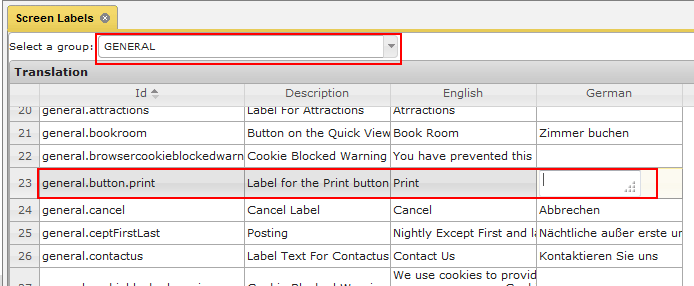 Screen Labels
Select a group: GENERAL
Translation
Id Description English German
20 general.attractions Label For Attractions Atrractions
21 general.bookroom Button on the Quick View Book Room Zimmer buchen
22 general.browsercookieblockedwarn Cookie Blocked Warning You have prevented this
23 general.button.print Label for the Print button Print
24 general.cancel Cancel Label Cancel Abbrechen
25 general.ceptFirstLast Posting Nightly Except First and la Nächtliche außer erste un
26 general.contactus Label Text For Contactus Contact Us Kontaktieren Sie uns
We use cookies to provid